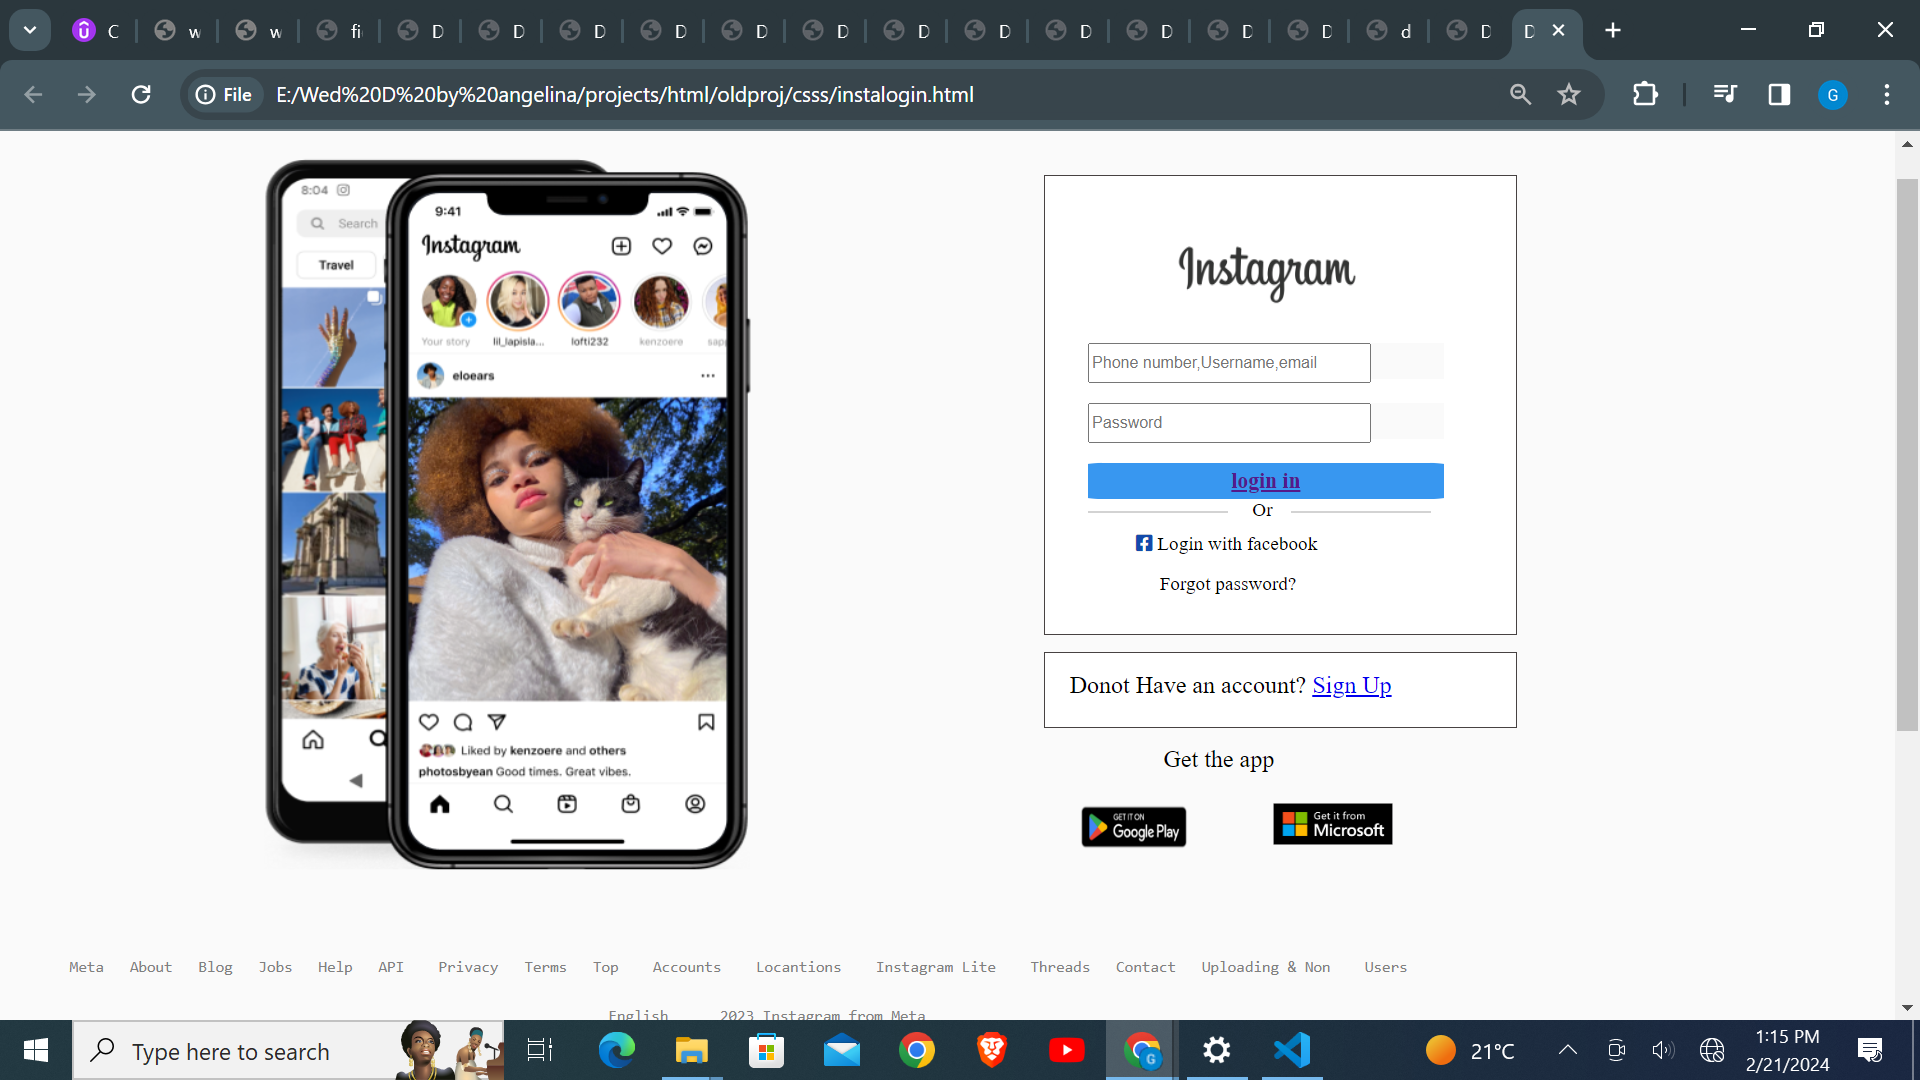 C
w
w
fi
D
D
D
D
D
D
D
D
D
D
D
D
d
D
D
File
E:/Wed%20D%20by%20angelina/projects/html/oldproj/csss/instalogin.html
G
8:04
Search
Travel
9:41
Instagram
Your story
lil_lapisla...
lofti232
kenzoere
sapp
eloears
Liked by kenzoere and others
photosbyean Good times. Great vibes.
Instagram
Phone number,Username,email
Password
login in
Or
Login with facebook
Forgot password?
Donot Have an account? Sign Up
Get the app
GET IT ON
Google Play
Get it from
Microsoft
Meta About Blog Jobs Help API Privacy Terms Top Accounts Locantions Instagram Lite Threads Contact Uploading & Non Users
English 2023 Instagram from Meta
Type here to search
G
21°C
1:15 PM
2/21/2024